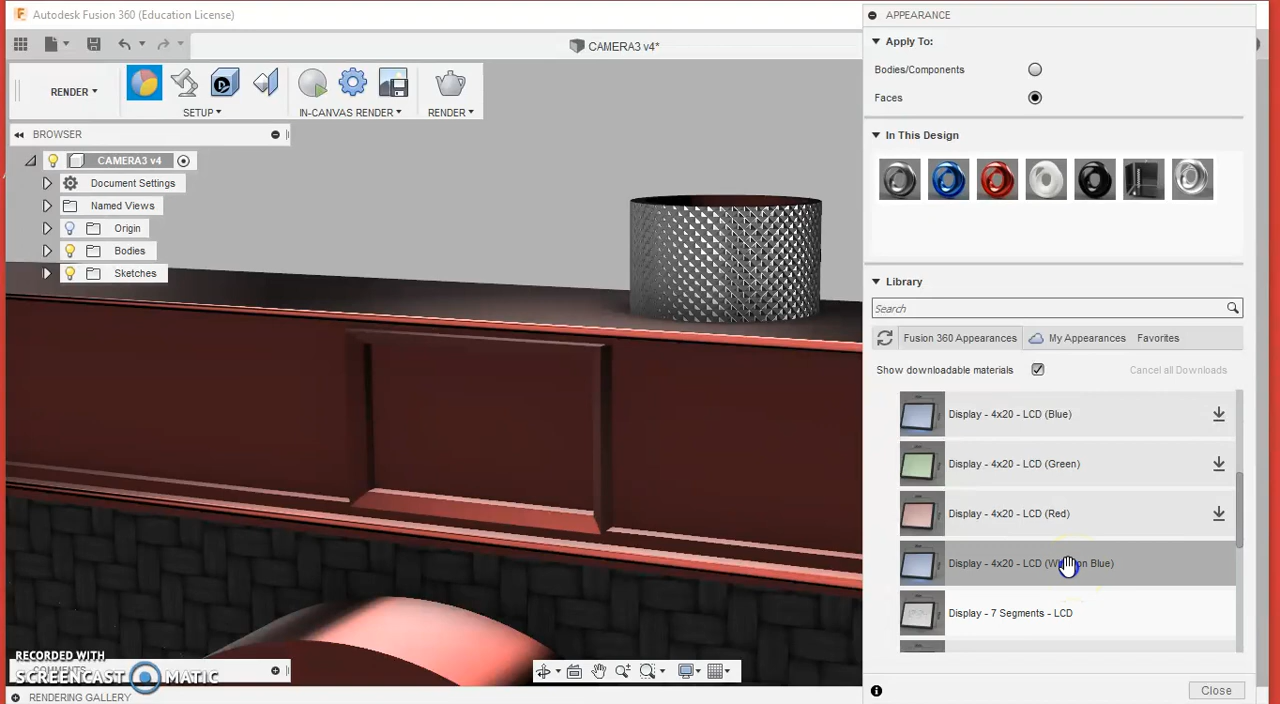 Autodesk Fusion 360 (Education License)
CAMERA3 v4*
RENDER
SETUP
IN-CANVAS RENDER
RENDER
BROWSER
CAMERA3 v4
Document Settings
Named Views
Origin
Bodies
Sketches
APPEARANCE
Apply To:
Bodies/Components
Faces
In This Design
Library
Search
Fusion 360 Appearances
My Appearances
Favorites
Show downloadable materials
Cancel all Downloads
Display - 4x20 - LCD (Blue)
Display - 4x20 - LCD (Green)
Display - 4x20 - LCD (Red)
Display - 4x20 - LCD (W on Blue)
Display - 7 Segments - LCD
RECORDED WITH
SCREENCAST MATIC
COMMENTS
RENDERING GALLERY
Close